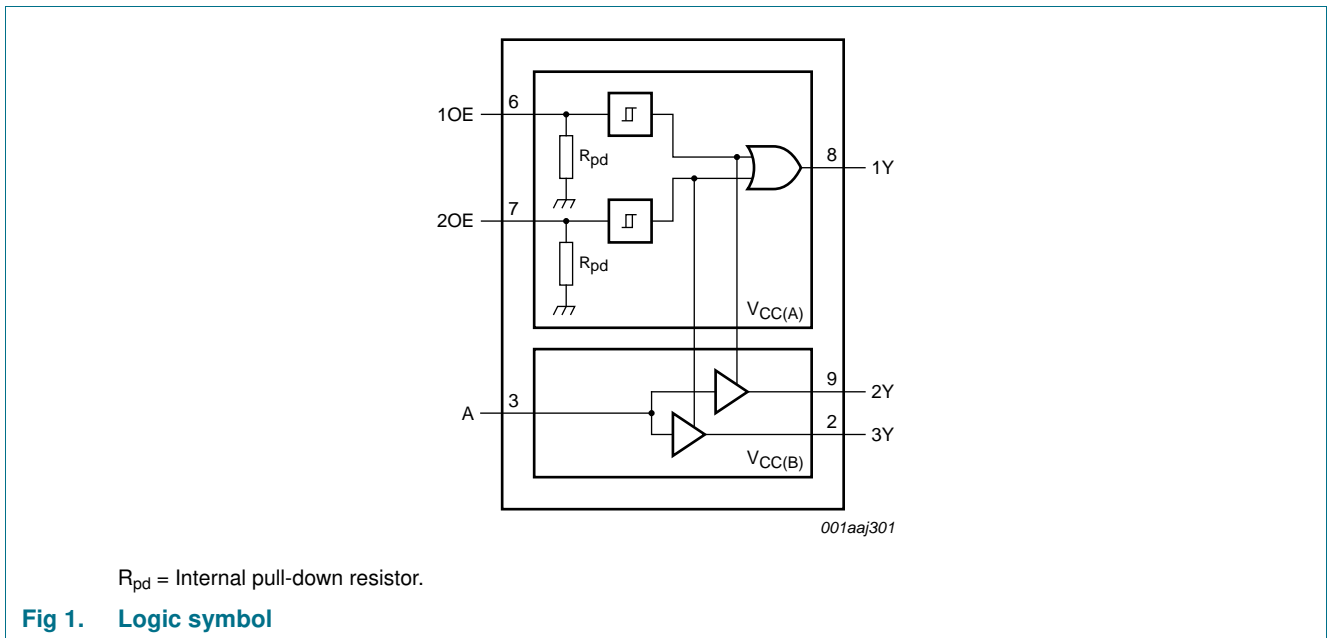 1OE
6
Rpd
8
1Y
2OE
7
Rpd
VCC(A)
9
2Y
A
3
2
3Y
VCC(B)
001aaj301
Rpd = Internal pull-down resistor.
Fig 1. Logic symbol